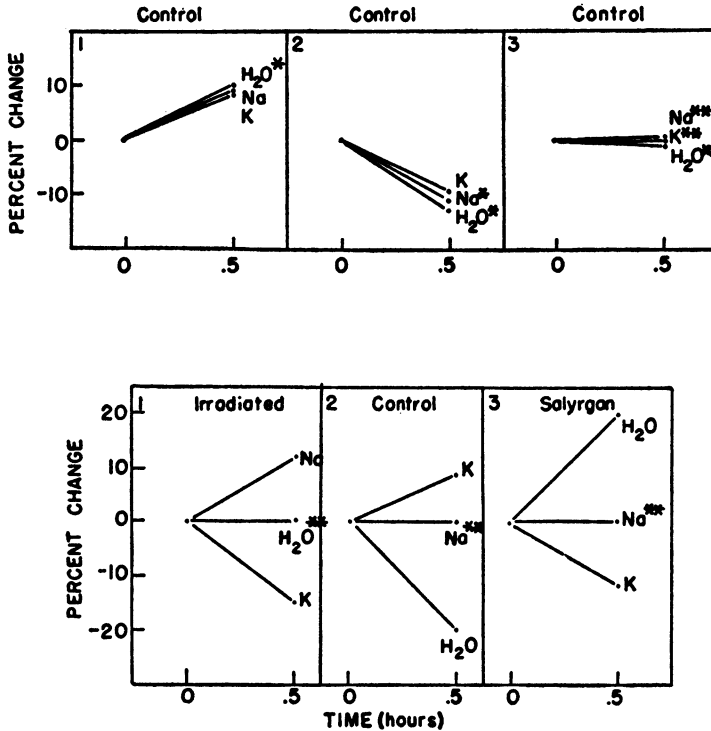 Control Control Control
1 2 3
PERCENT CHANGE
10
0
-10
H₂O*
Na
K
K
Na*
H₂O*
Na**
K**
H₂O*
0 .5 0 .5 0 .5
1 Irradiated 2 Control 3 Salyrgan
PERCENT CHANGE
20
10
0
-10
-20
Na
H₂O**
K
K
Na**
H₂O
H₂O
Na**
K
0 .5 0 .5 0 .5
TIME (hours)